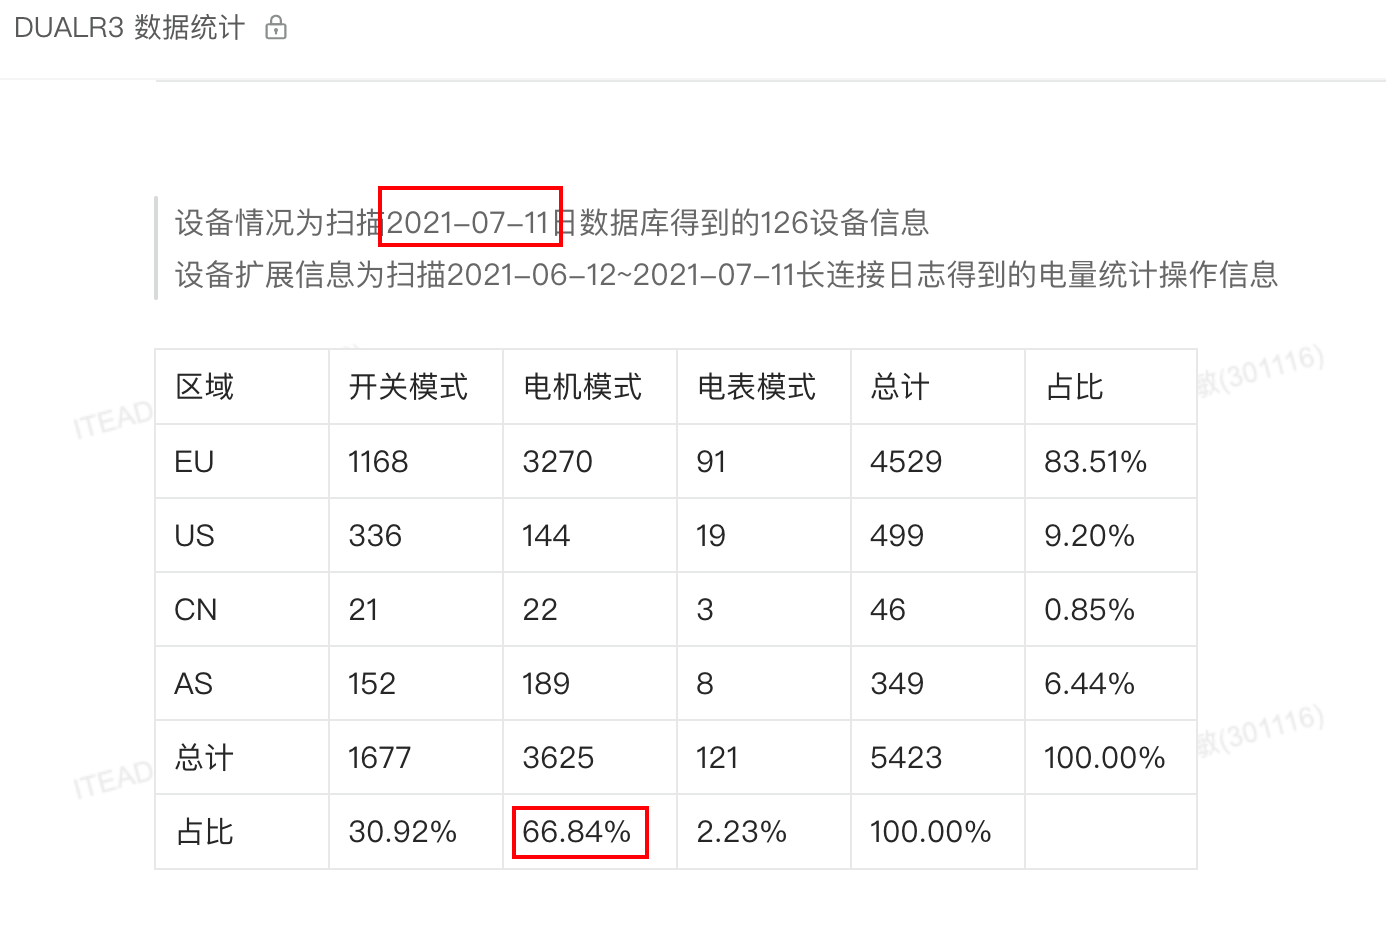 DUALR3 数据统计
设备情况为扫描2021-07-11日数据库得到的126设备信息
设备扩展信息为扫描2021-06-12~2021-07-11长连接日志得到的电量统计操作信息
区域 开关模式 电机模式 电表模式 总计 占比
EU 1168 3270 91 4529 83.51%
US 336 144 19 499 9.20%
CN 21 22 3 46 0.85%
AS 152 189 8 349 6.44%
总计 1677 3625 121 5423 100.00%
占比 30.92% 66.84% 2.23% 100.00%
ITEAD
敏(301116)
ITEAD
敏(301116)